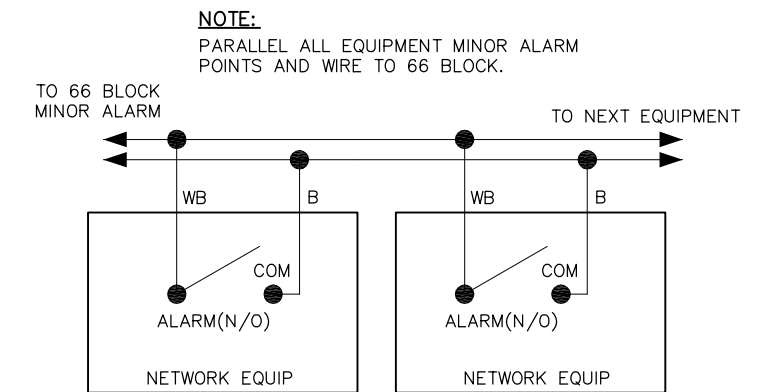 NOTE:
PARALLEL ALL EQUIPMENT MINOR ALARM
POINTS AND WIRE TO 66 BLOCK.
TO 66 BLOCK
MINOR ALARM
TO NEXT EQUIPMENT
WB
B
WB
B
COM
COM
ALARM(N/O)
ALARM(N/O)
NETWORK EQUIP
NETWORK EQUIP